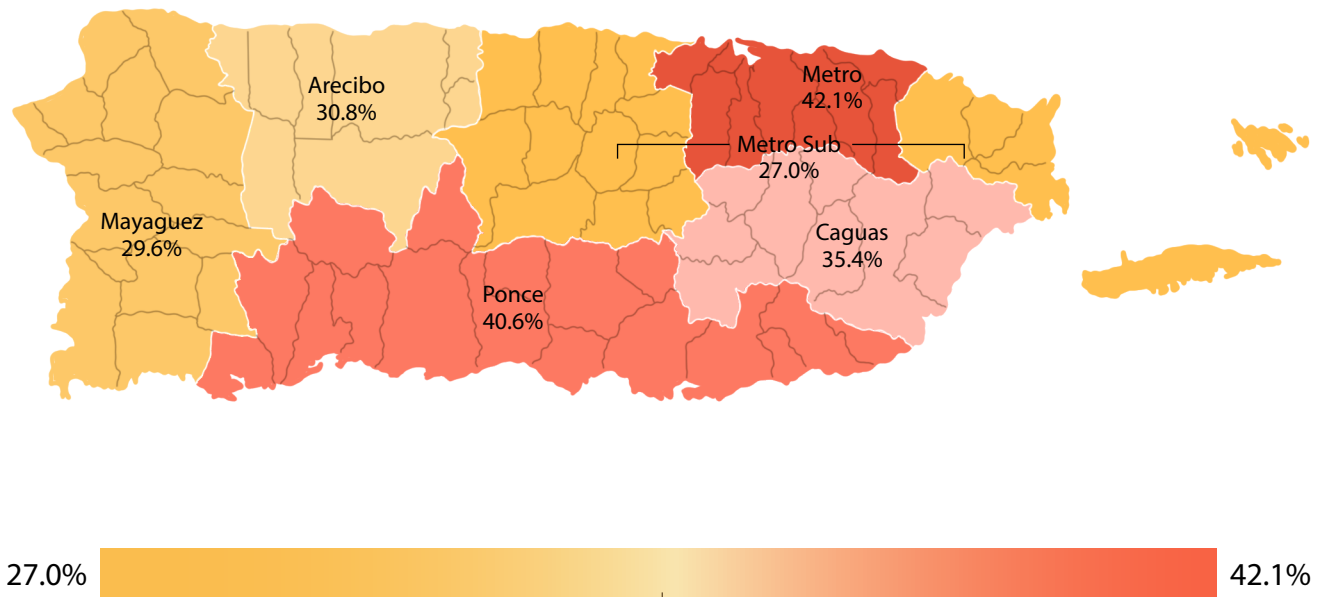 Arecibo
30.8%
Metro
42.1%
Metro Sub
27.0%
Mayaguez
29.6%
Caguas
35.4%
Ponce
40.6%
27.0%
42.1%